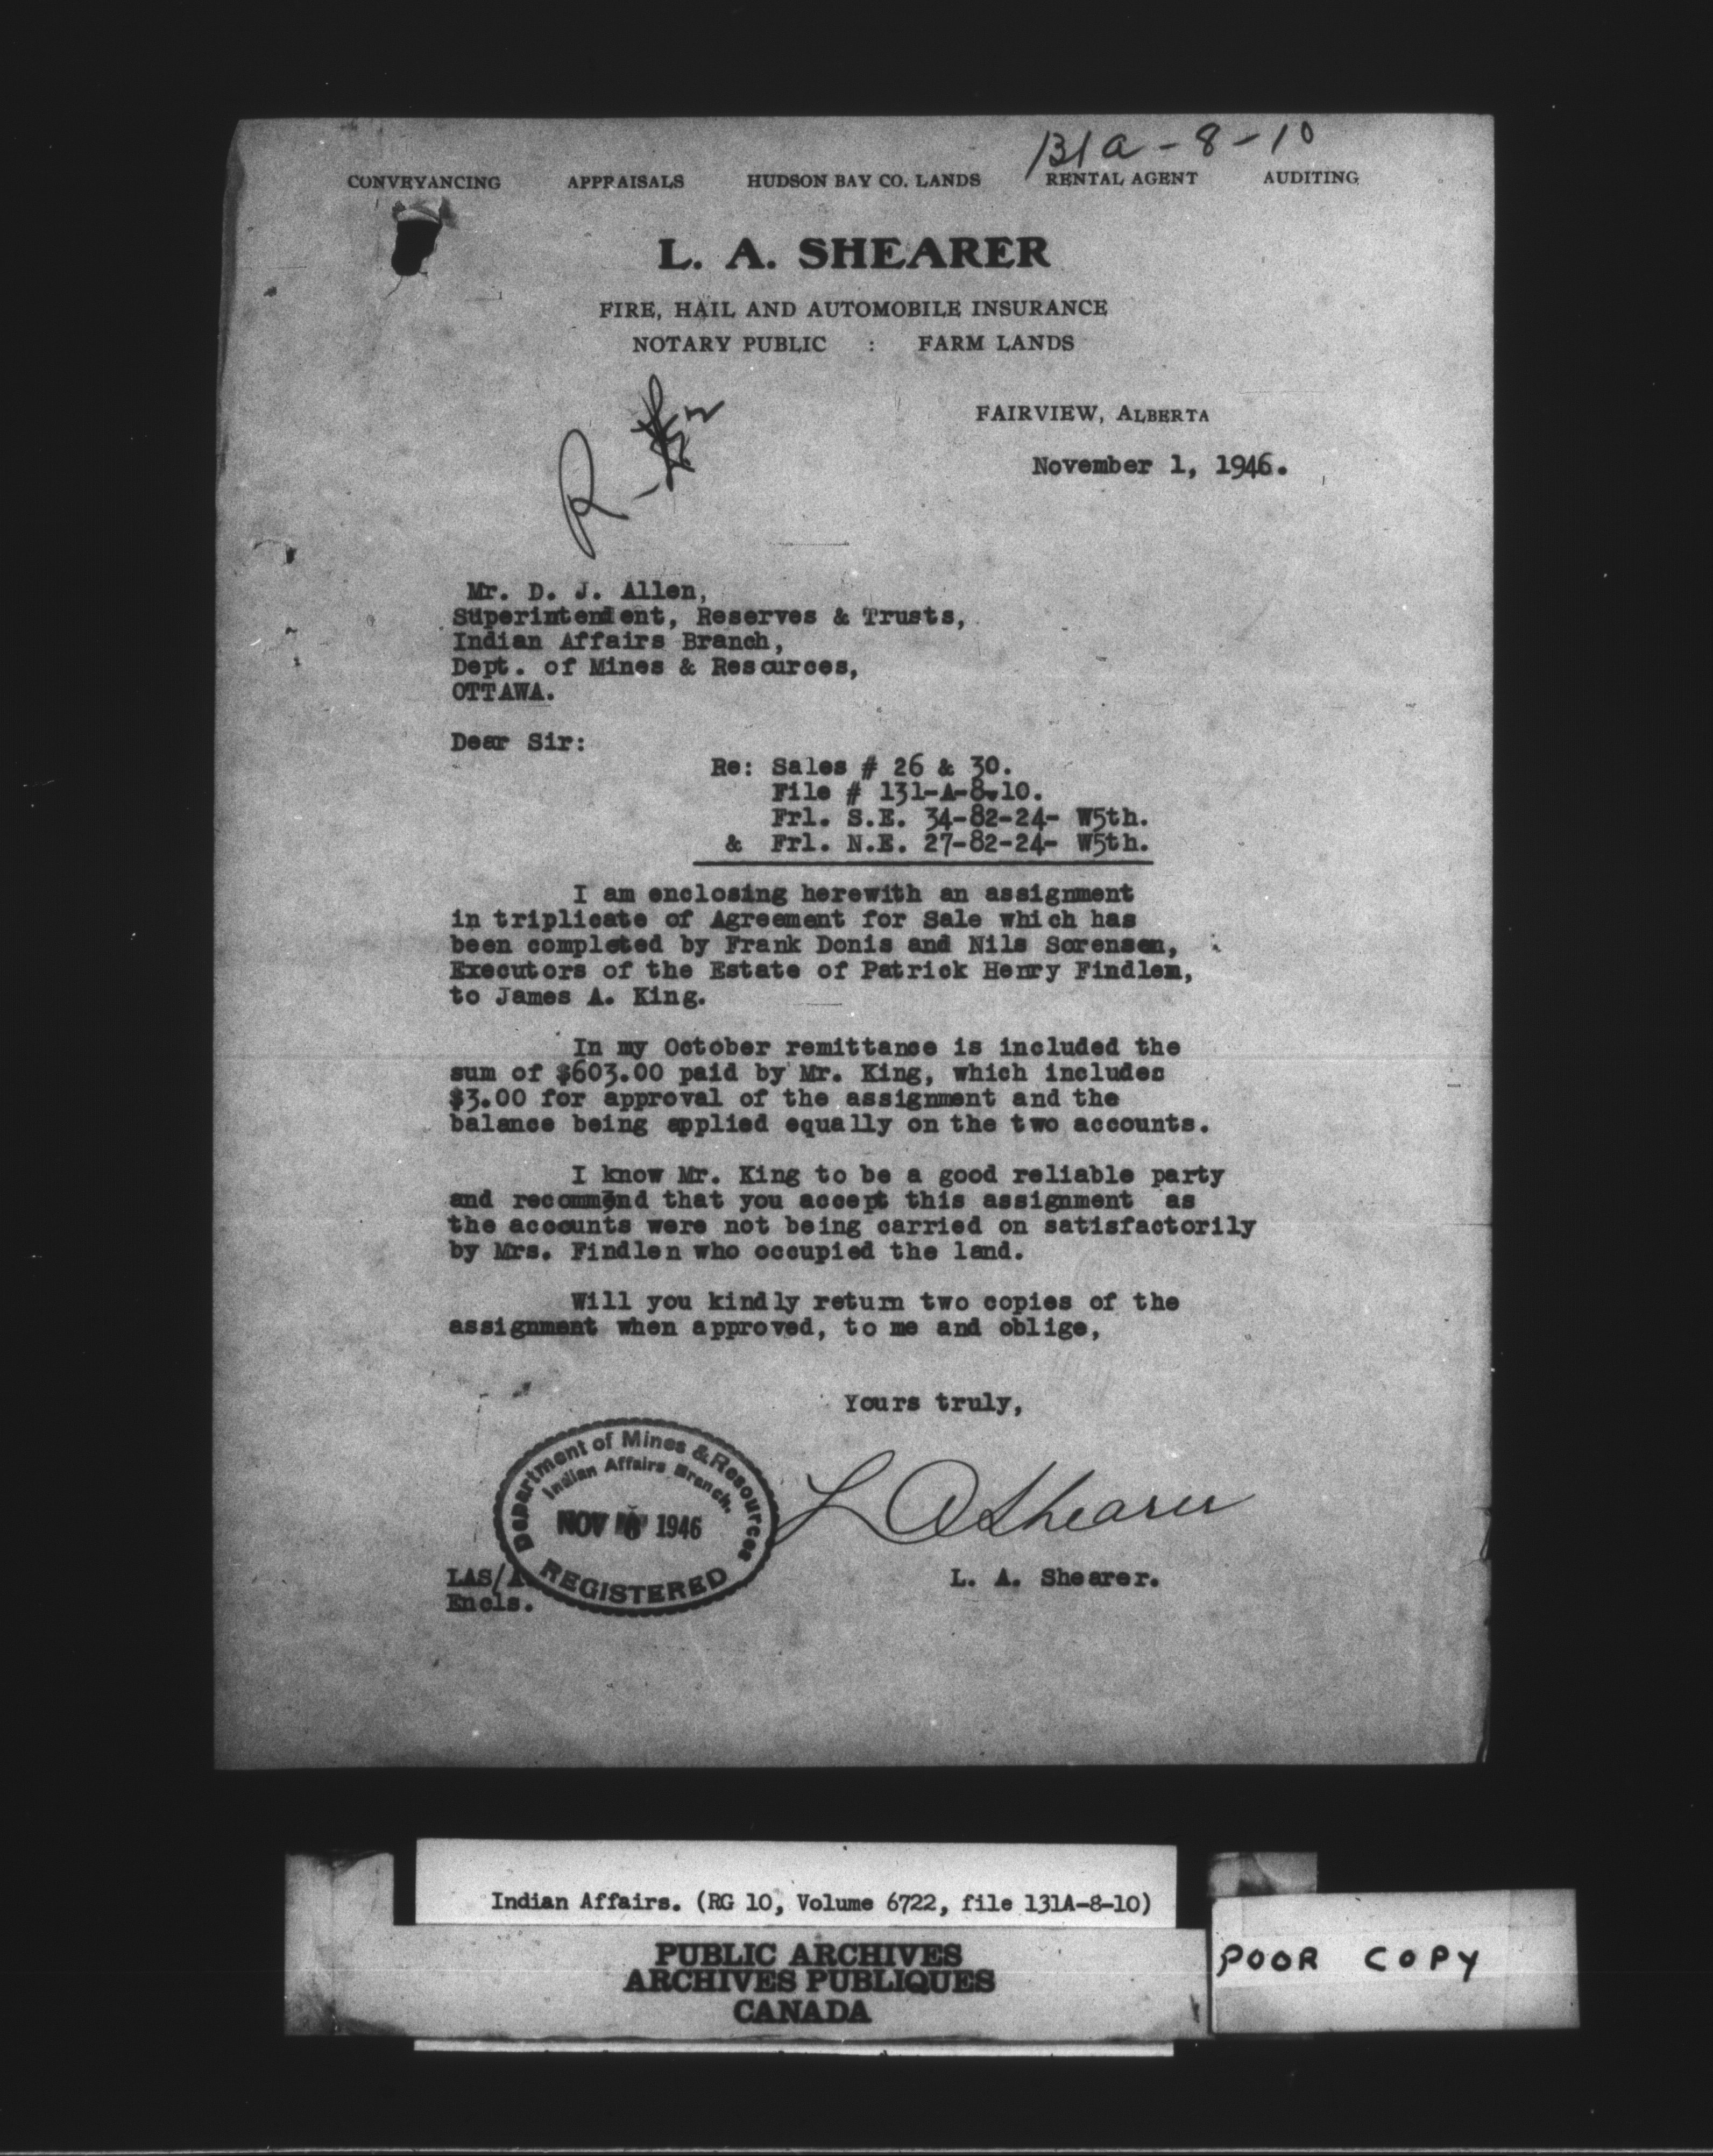 131a-8-10
CONVEYANCING APPRAISALS HUDSON BAY CO. LANDS RENTAL AGENT AUDITING
L. A. SHEARER
FIRE, HAIL AND AUTOMOBILE INSURANCE
NOTARY PUBLIC : FARM LANDS
FAIRVIEW, ALBERTA
November 1, 1946.
R-
Mr. D. J. Allen,
Superintendent, Reserves & Trusts,
Indian Affairs Branch,
Dept. of Mines & Resources,
OTTAWA.
Dear Sir:
Re: Sales # 26 & 30.
File # 131-A-8-10.
Frl. S.E. 34-82-24- W5th.
& Frl. N.E. 27-82-24- W5th.
I am enclosing herewith an assignment
in triplicate of Agreement for Sale which has
been completed by Frank Donis and Nils Sorensen,
Executors of the Estate of Patrick Henry Findlen,
to James A. King.
In my October remittance is included the
sum of $603.00 paid by Mr. King, which includes
$3.00 for approval of the assignment and the
balance being applied equally on the two accounts.
I know Mr. King to be a good reliable party
and recommend that you accept this assignment as
the accounts were not being carried on satisfactorily
by Mrs. Findlen who occupied the land.
Will you kindly return two copies of the
assignment when approved, to me and oblige,
Yours truly,
Department of Mines & Resources
Indian Affairs Branch.
NOV 1946
REGISTERED
L A Shearer
LAS/
Encls.
L. A. Shearer.
Indian Affairs. (RG 10, Volume 6722, file 131A-8-10)
PUBLIC ARCHIVES
ARCHIVES PUBLIQUES
CANADA
POOR COPY